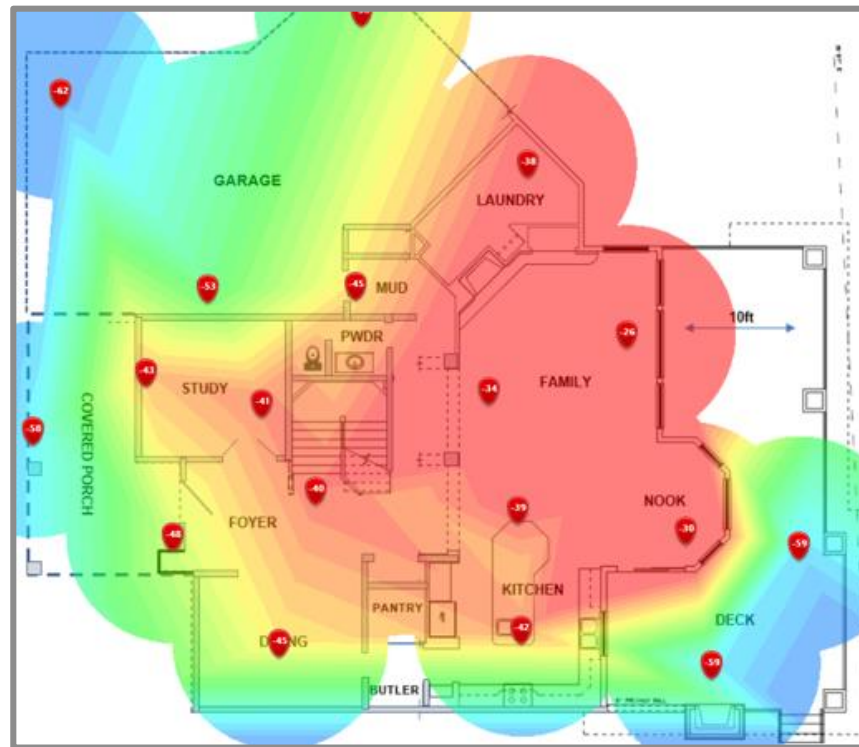 -62
GARAGE
-38
LAUNDRY
-53
-45
MUD
PWDR
10ft
-26
-43
STUDY
-41
-34
FAMILY
COVERED PORCH
-58
-40
-39
FOYER
-48
NOOK
-30
-59
KITCHEN
PANTRY
-42
DINING
-45
DECK
-59
BUTLER